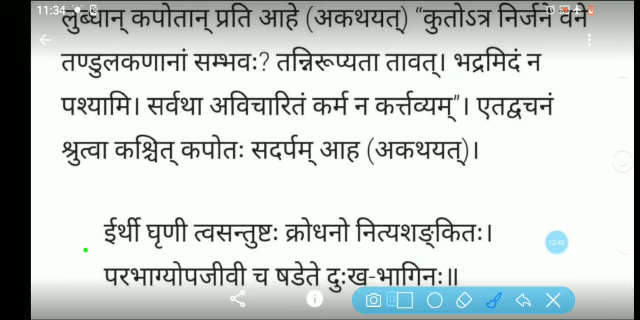 11:34
लुब्धान् कपोतान् प्रति आहे (अकथयत्) "कुतोऽत्र निर्जने वने
तण्डुलकणानां सम्भवः? तन्निरूप्यता तावत्। भद्रमिदं न
पश्यामि। सर्वथा अविचारितं कर्म न कर्त्तव्यम्"। एतद्वचनं
श्रुत्वा कश्चित् कपोतः सदर्पम् आह (अकथयत्)।
ईर्थी घृणी त्वसन्तुष्टः क्रोधनो नित्यशङ्कितः।
12:43
परभाग्योपजीवी च षडेते दुःख-भागिनः॥